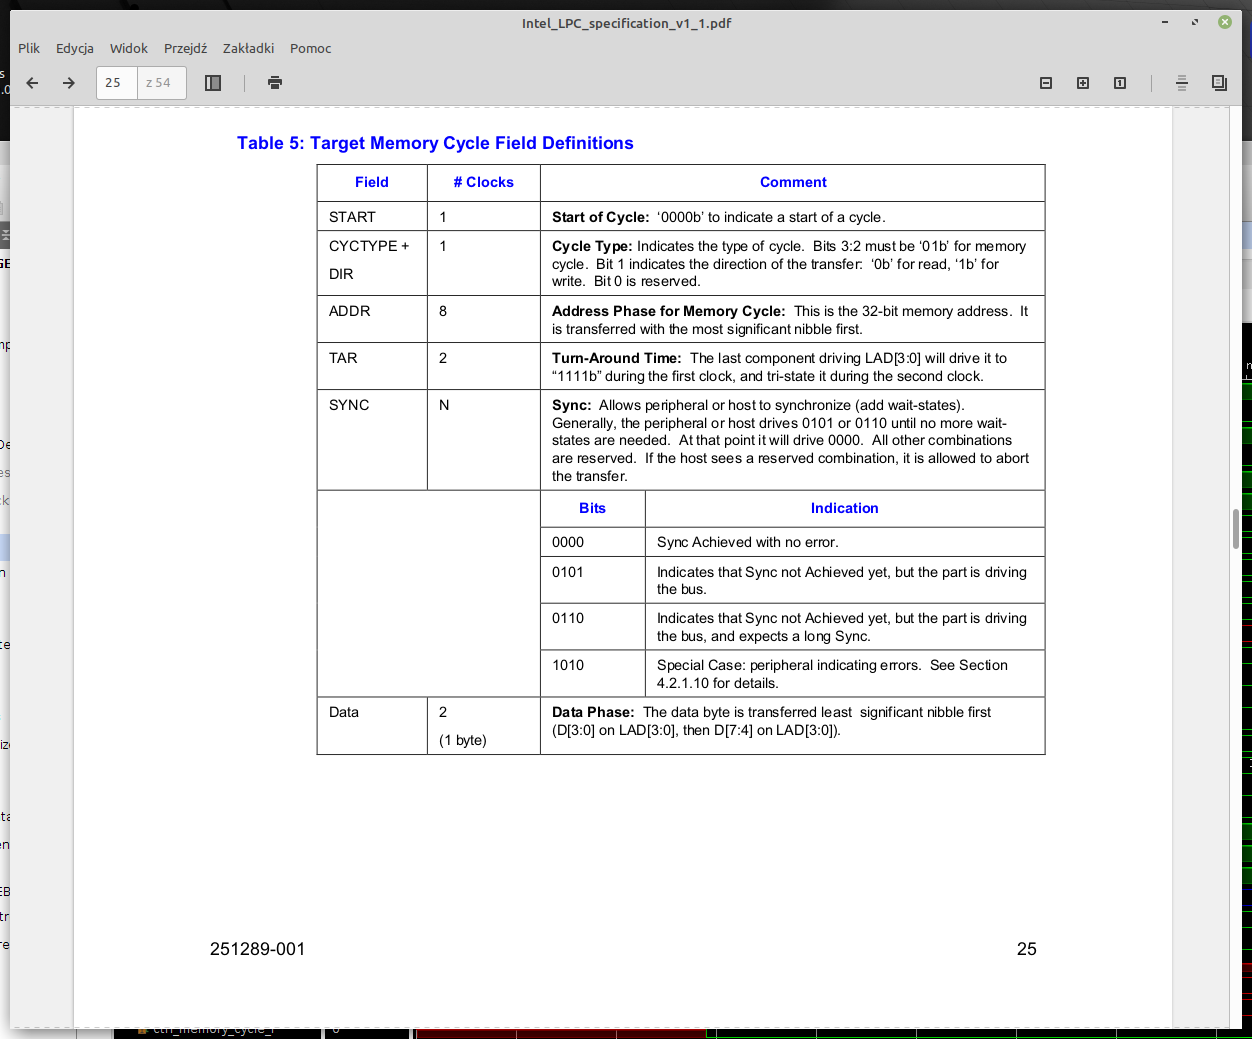 Intel_LPC_specification_v1_1.pdf
Plik Edycja Widok Przejdź Zakładki Pomoc
25 z 54
Table 5: Target Memory Cycle Field Definitions
Field # Clocks Comment
START 1 Start of Cycle: ‘0000b’ to indicate a start of a cycle.
CYCTYPE + 1 Cycle Type: Indicates the type of cycle. Bits 3:2 must be ‘01b’ for memory
DIR cycle. Bit 1 indicates the direction of the transfer: ‘0b’ for read, ‘1b’ for
write. Bit 0 is reserved.
ADDR 8 Address Phase for Memory Cycle: This is the 32-bit memory address. It
is transferred with the most significant nibble first.
TAR 2 Turn-Around Time: The last component driving LAD[3:0] will drive it to
“1111b” during the first clock, and tri-state it during the second clock.
SYNC N Sync: Allows peripheral or host to synchronize (add wait-states).
Generally, the peripheral or host drives 0101 or 0110 until no more wait-
states are needed. At that point it will drive 0000. All other combinations
are reserved. If the host sees a reserved combination, it is allowed to abort
the transfer.
Bits Indication
0000 Sync Achieved with no error.
0101 Indicates that Sync not Achieved yet, but the part is driving
the bus.
0110 Indicates that Sync not Achieved yet, but the part is driving
the bus, and expects a long Sync.
1010 Special Case: peripheral indicating errors. See Section
4.2.1.10 for details.
Data 2 Data Phase: The data byte is transferred least significant nibble first
(1 byte) (D[3:0] on LAD[3:0], then D[7:4] on LAD[3:0]).
251289-001 25